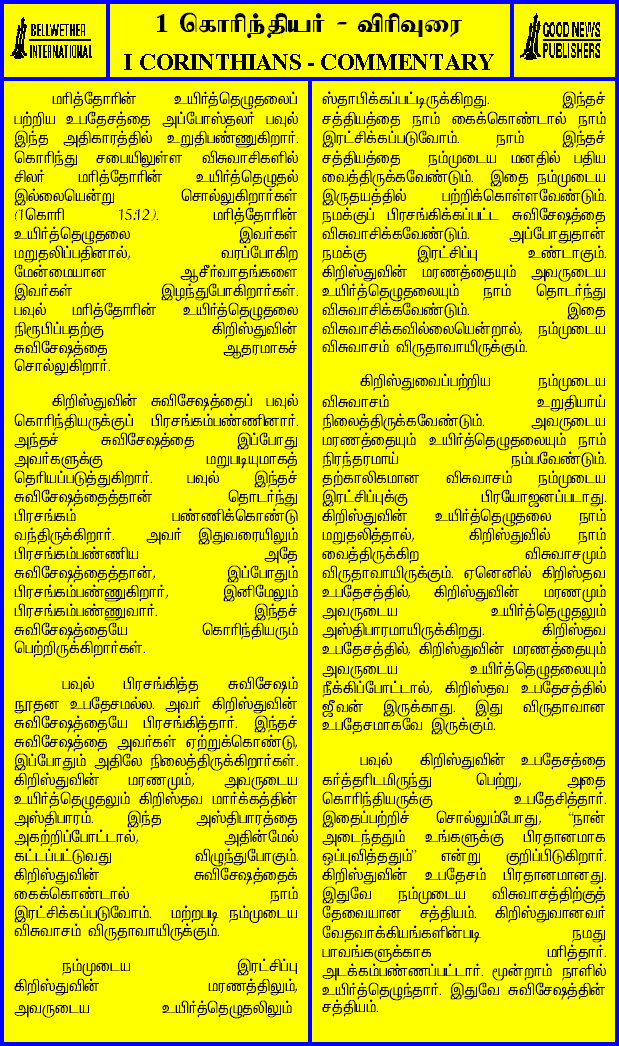 BELLWETHER
INTERNATIONAL
1 கொரிந்தியர் - விரிவுரை
I CORINTHIANS - COMMENTARY
GOOD NEWS
PUBLISHERS
மரித்தோரின் உயிர்த்தெழுதலைப்
பற்றிய உபதேசத்தை அப்போஸ்தலர் பவுல்
இந்த அதிகாரத்தில் உறுதிபண்ணுகிறார்.
கொரிந்து சபையிலுள்ள விசுவாசிகளில்
சிலர் மரித்தோரின் உயிர்த்தெழுதல்
இல்லையென்று சொல்லுகிறார்கள்
(1கொரி 15:12). மரித்தோரின்
உயிர்த்தெழுதலை இவர்கள்
மறுதலிப்பதினால், வரப்போகிற
மேன்மையான ஆசீர்வாதங்களை
இவர்கள் இழந்துபோகிறார்கள்.
பவுல் மரித்தோரின் உயிர்த்தெழுதலை
நிரூபிப்பதற்கு கிறிஸ்துவின்
சுவிசேஷத்தை ஆதாரமாகச்
சொல்லுகிறார்.
கிறிஸ்துவின் சுவிசேஷத்தைப் பவுல்
கொரிந்தியருக்குப் பிரசங்கம்பண்ணினார்.
அந்தச் சுவிசேஷத்தை இப்போது
அவர்களுக்கு மறுபடியுமாகத்
தெரியப்படுத்துகிறார். பவுல் இந்தச்
சுவிசேஷத்தைத்தான் தொடர்ந்து
பிரசங்கம் பண்ணிக்கொண்டு
வந்திருக்கிறார். அவர் இதுவரையிலும்
பிரசங்கம்பண்ணிய அதே
சுவிசேஷத்தைத்தான், இப்போதும்
பிரசங்கம்பண்ணுகிறார், இனிமேலும்
பிரசங்கம்பண்ணுவார். இந்தச்
சுவிசேஷத்தையே கொரிந்தியரும்
பெற்றிருக்கிறார்கள்.
பவுல் பிரசங்கித்த சுவிசேஷம்
நூதன உபதேசமல்ல. அவர் கிறிஸ்துவின்
சுவிசேஷத்தையே பிரசங்கித்தார். இந்தச்
சுவிசேஷத்தை அவர்கள் ஏற்றுக்கொண்டு,
இப்போதும் அதிலே நிலைத்திருக்கிறார்கள்.
கிறிஸ்துவின் மரணமும், அவருடைய
உயிர்த்தெழுதலும் கிறிஸ்தவ மார்க்கத்தின்
அஸ்திபாரம். இந்த அஸ்திபாரத்தை
அகற்றிப்போட்டால், அதின்மேல்
கட்டப்பட்டுவது விழுந்துபோகும்.
கிறிஸ்துவின் சுவிசேஷத்தைக்
கைக்கொண்டால் நாம்
இரட்சிக்கப்படுவோம். மற்றபடி நம்முடைய
விசுவாசம் விருதாவாயிருக்கும்.
நம்முடைய இரட்சிப்பு
கிறிஸ்துவின் மரணத்திலும்,
அவருடைய உயிர்த்தெழுதலிலும்
ஸ்தாபிக்கப்பட்டிருக்கிறது. இந்தச்
சத்தியத்தை நாம் கைக்கொண்டால் நாம்
இரட்சிக்கப்படுவோம். நாம் இந்தச்
சத்தியத்தை நம்முடைய மனதில் பதிய
வைத்திருக்கவேண்டும். இதை நம்முடைய
இருதயத்தில் பற்றிக்கொள்ளவேண்டும்.
நமக்குப் பிரசங்கிக்கப்பட்ட சுவிசேஷத்தை
விசுவாசிக்கவேண்டும். அப்போதுதான்
நமக்கு இரட்சிப்பு உண்டாகும்.
கிறிஸ்துவின் மரணத்தையும் அவருடைய
உயிர்த்தெழுதலையும் நாம் தொடர்ந்து
விசுவாசிக்கவேண்டும். இதை
விசுவாசிக்கவில்லையென்றால், நம்முடைய
விசுவாசம் விருதாவாயிருக்கும்.
கிறிஸ்துவைப்பற்றிய நம்முடைய
விசுவாசம் உறுதியாய்
நிலைத்திருக்கவேண்டும். அவருடைய
மரணத்தையும் உயிர்த்தெழுதலையும் நாம்
நிரந்தரமாய் நம்பவேண்டும்.
தற்காலிகமான விசுவாசம் நம்முடைய
இரட்சிப்புக்கு பிரயோஜனப்படாது.
கிறிஸ்துவின் உயிர்த்தெழுதலை நாம்
மறுதலித்தால், கிறிஸ்துவில் நாம்
வைத்திருக்கிற விசுவாசமும்
விருதாவாயிருக்கும். ஏனெனில் கிறிஸ்தவ
உபதேசத்தில், கிறிஸ்துவின் மரணமும்
அவருடைய உயிர்த்தெழுதலும்
அஸ்திபாரமாயிருக்கிறது. கிறிஸ்தவ
உபதேசத்தில், கிறிஸ்துவின் மரணத்தையும்
அவருடைய உயிர்த்தெழுதலையும்
நீக்கிப்போட்டால், கிறிஸ்தவ உபதேசத்தில்
ஜீவன் இருக்காது. இது விருதாவான
உபதேசமாகவே இருக்கும்.
பவுல் கிறிஸ்துவின் உபதேசத்தை
கர்த்தரிடமிருந்து பெற்று, அதை
கொரிந்தியருக்கு உபதேசித்தார்.
இதைப்பற்றிச் சொல்லும்போது, “நான்
அடைந்ததும் உங்களுக்கு பிரதானமாக
ஒப்புவித்ததும்” என்று குறிப்பிடுகிறார்.
கிறிஸ்துவின் உபதேசம் பிரதானமானது.
இதுவே நம்முடைய விசுவாசத்திற்குத்
தேவையான சத்தியம். கிறிஸ்துவானவர்
வேதவாக்கியங்களின்படி நமது
பாவங்களுக்காக மரித்தார்.
அடக்கம்பண்ணப்பட்டார். மூன்றாம் நாளில்
உயிர்த்தெழுந்தார். இதுவே சுவிசேஷத்தின்
சத்தியம்.